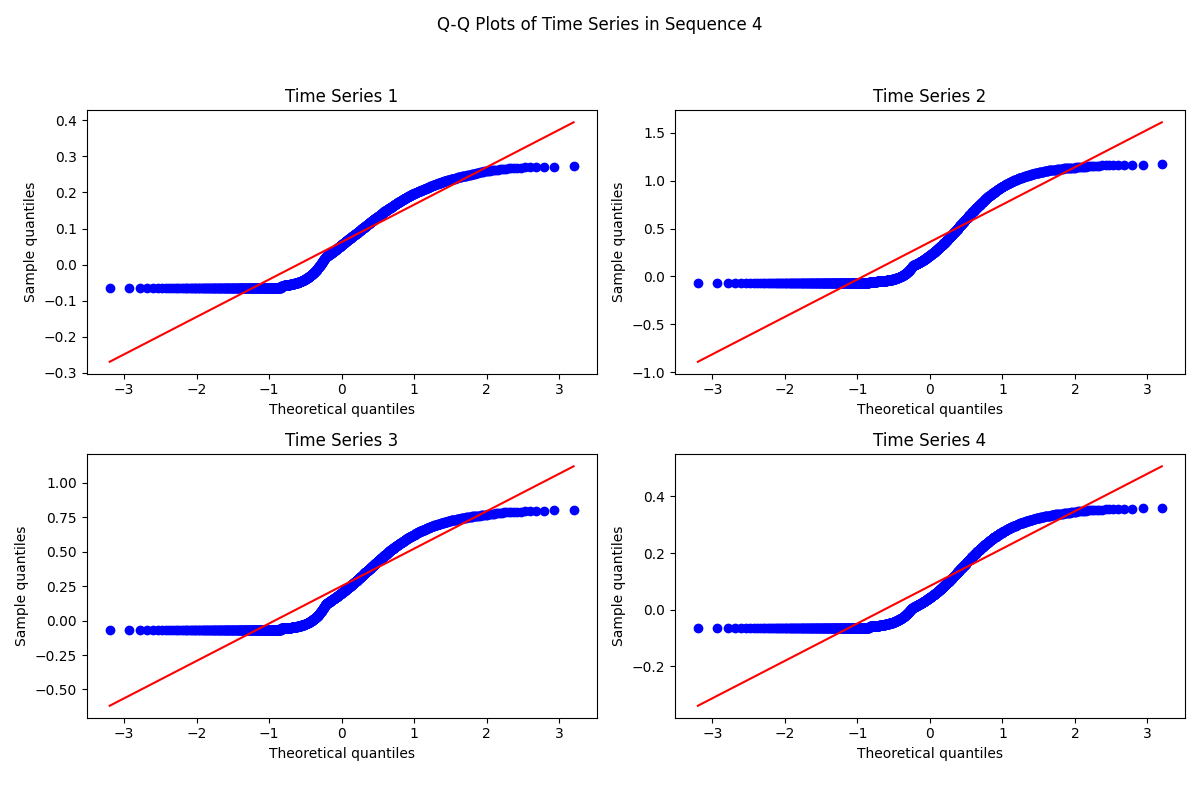 Q-Q Plots of Time Series in Sequence 4
Time Series 1
Sample quantiles
0.4
0.3
0.2
0.1
0.0
−0.1
−0.2
−0.3
−3 −2 −1 0 1 2 3
Theoretical quantiles
Time Series 2
Sample quantiles
1.5
1.0
0.5
0.0
−0.5
−1.0
−3 −2 −1 0 1 2 3
Theoretical quantiles
Time Series 3
Sample quantiles
1.00
0.75
0.50
0.25
0.00
−0.25
−0.50
−3 −2 −1 0 1 2 3
Theoretical quantiles
Time Series 4
Sample quantiles
0.4
0.2
0.0
−0.2
−3 −2 −1 0 1 2 3
Theoretical quantiles